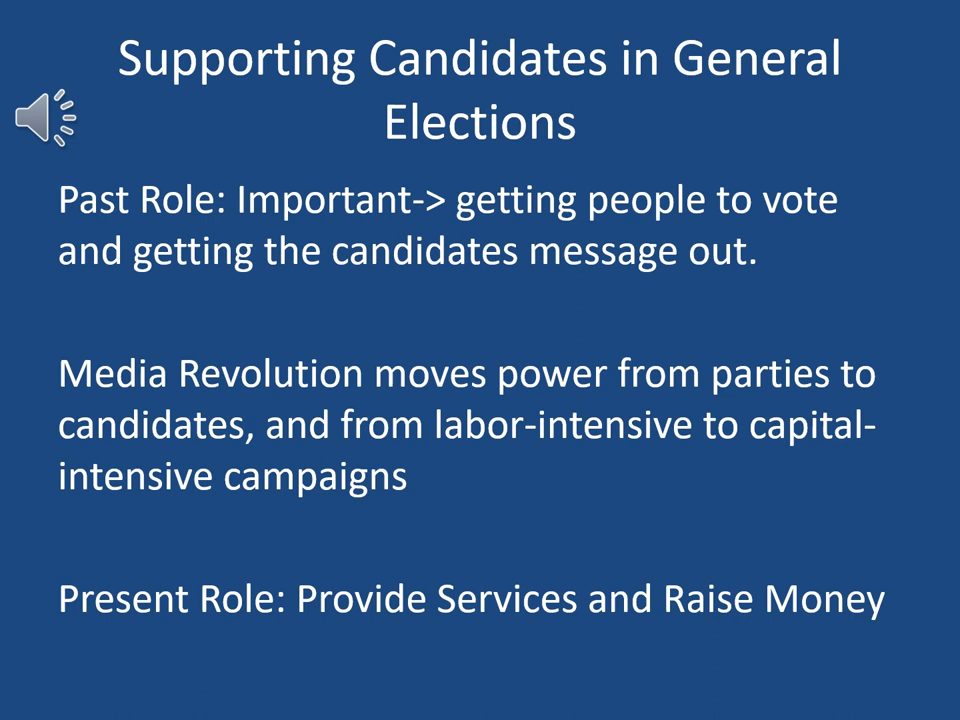 Supporting Candidates in General
Elections
Past Role: Important-> getting people to vote
and getting the candidates message out.
Media Revolution moves power from parties to
candidates, and from labor-intensive to capital-
intensive campaigns
Present Role: Provide Services and Raise Money